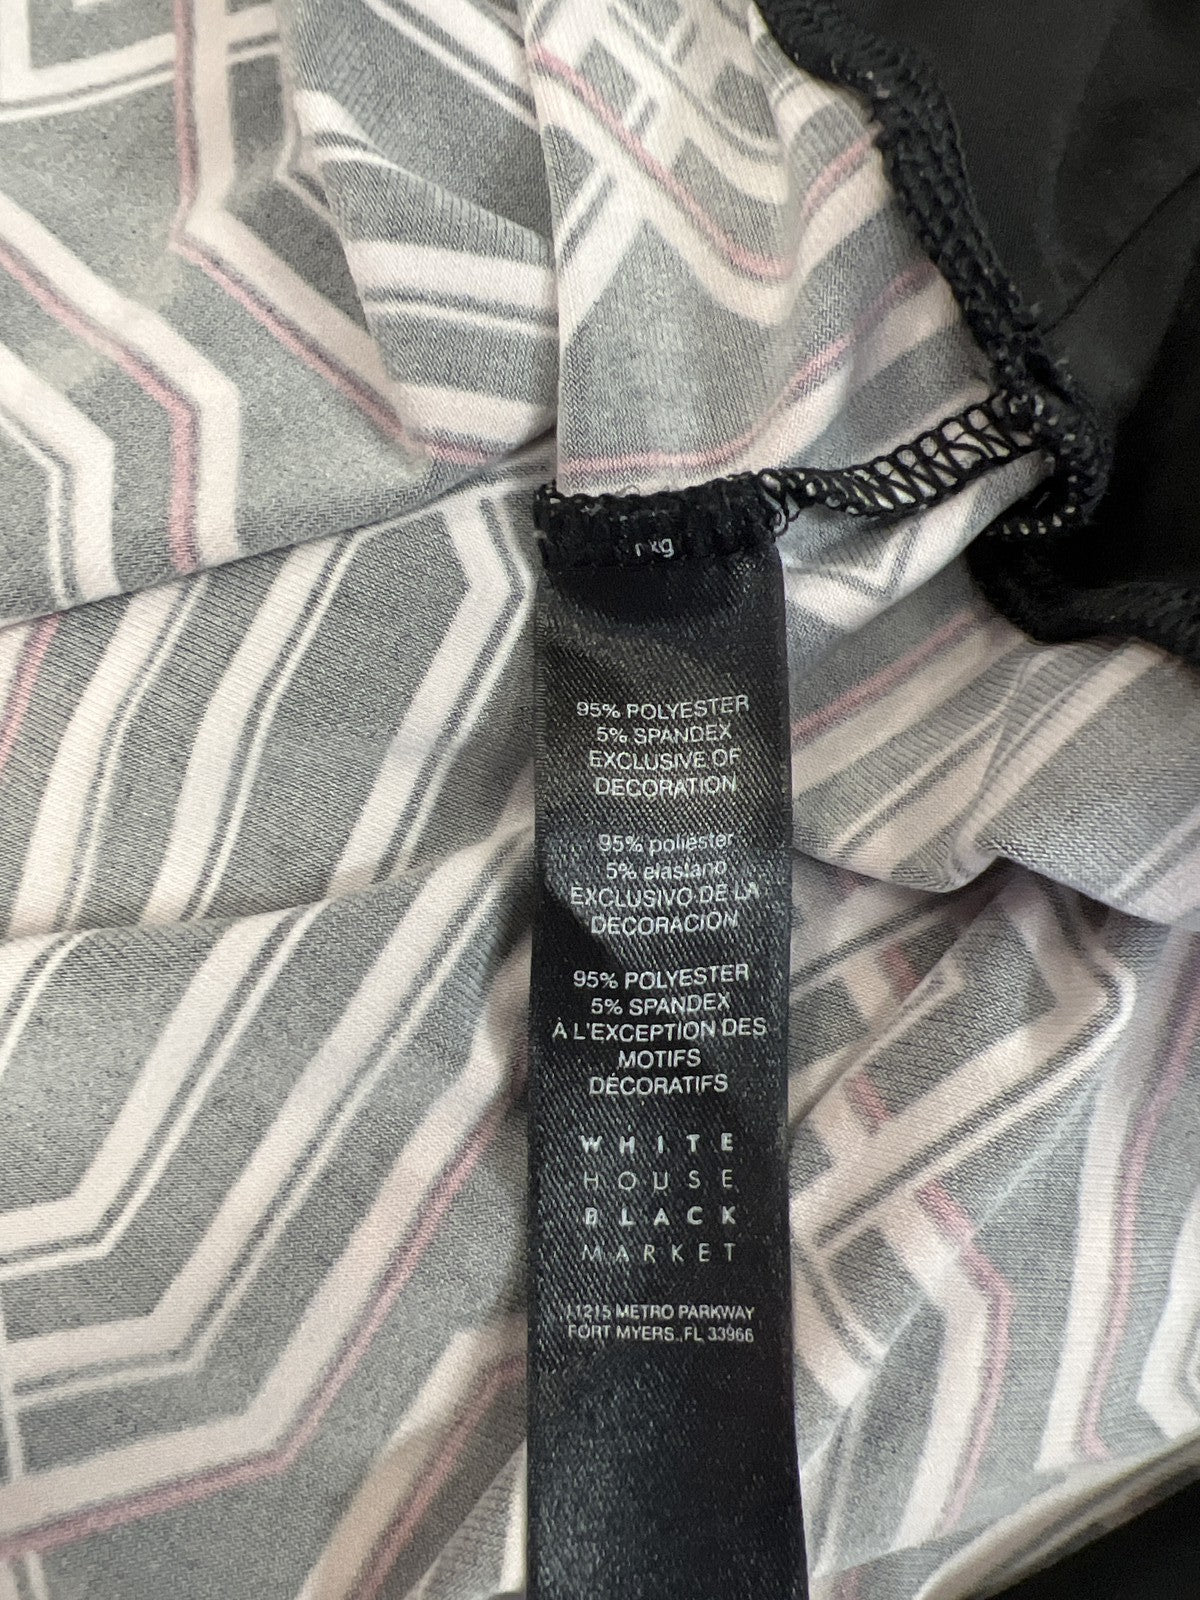 95% POLYESTER
5% SPANDEX
EXCLUSIVE OF
DECORATION
95% poliéster
5% elastano
EXCLUSIVO DE LA
DECORACION
95% POLYESTER
5% SPANDEX
À L'EXCEPTION DES
MOTIFS
DÉCORATIFS
WHITE
HOUSE
BLACK
MARKET
11215 METRO PARKWAY
FORT MYERS, FL 33966